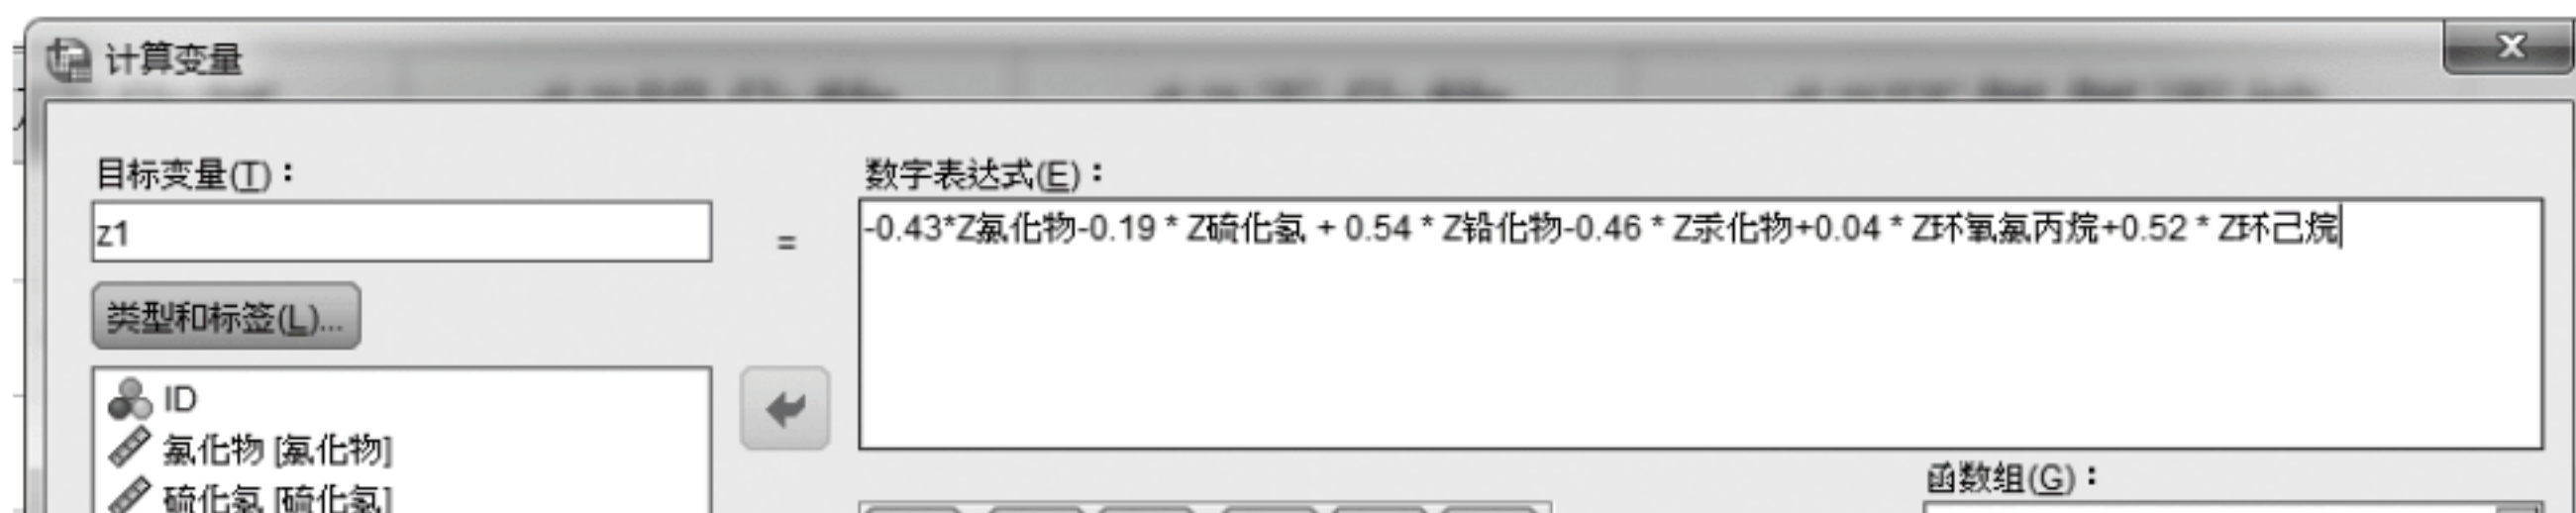 计算变量
目标变量(T)：
数字表达式(E)：
z1
=
-0.43*Z氯化物-0.19 * Z硫化氢 + 0.54 * Z铅化物-0.46 * Z汞化物+0.04 * Z环氧氯丙烷+0.52 * Z环己烷
类型和标签(L)...
ID
氯化物 [氯化物]
硫化氢 [硫化氢]
函数组(G)：